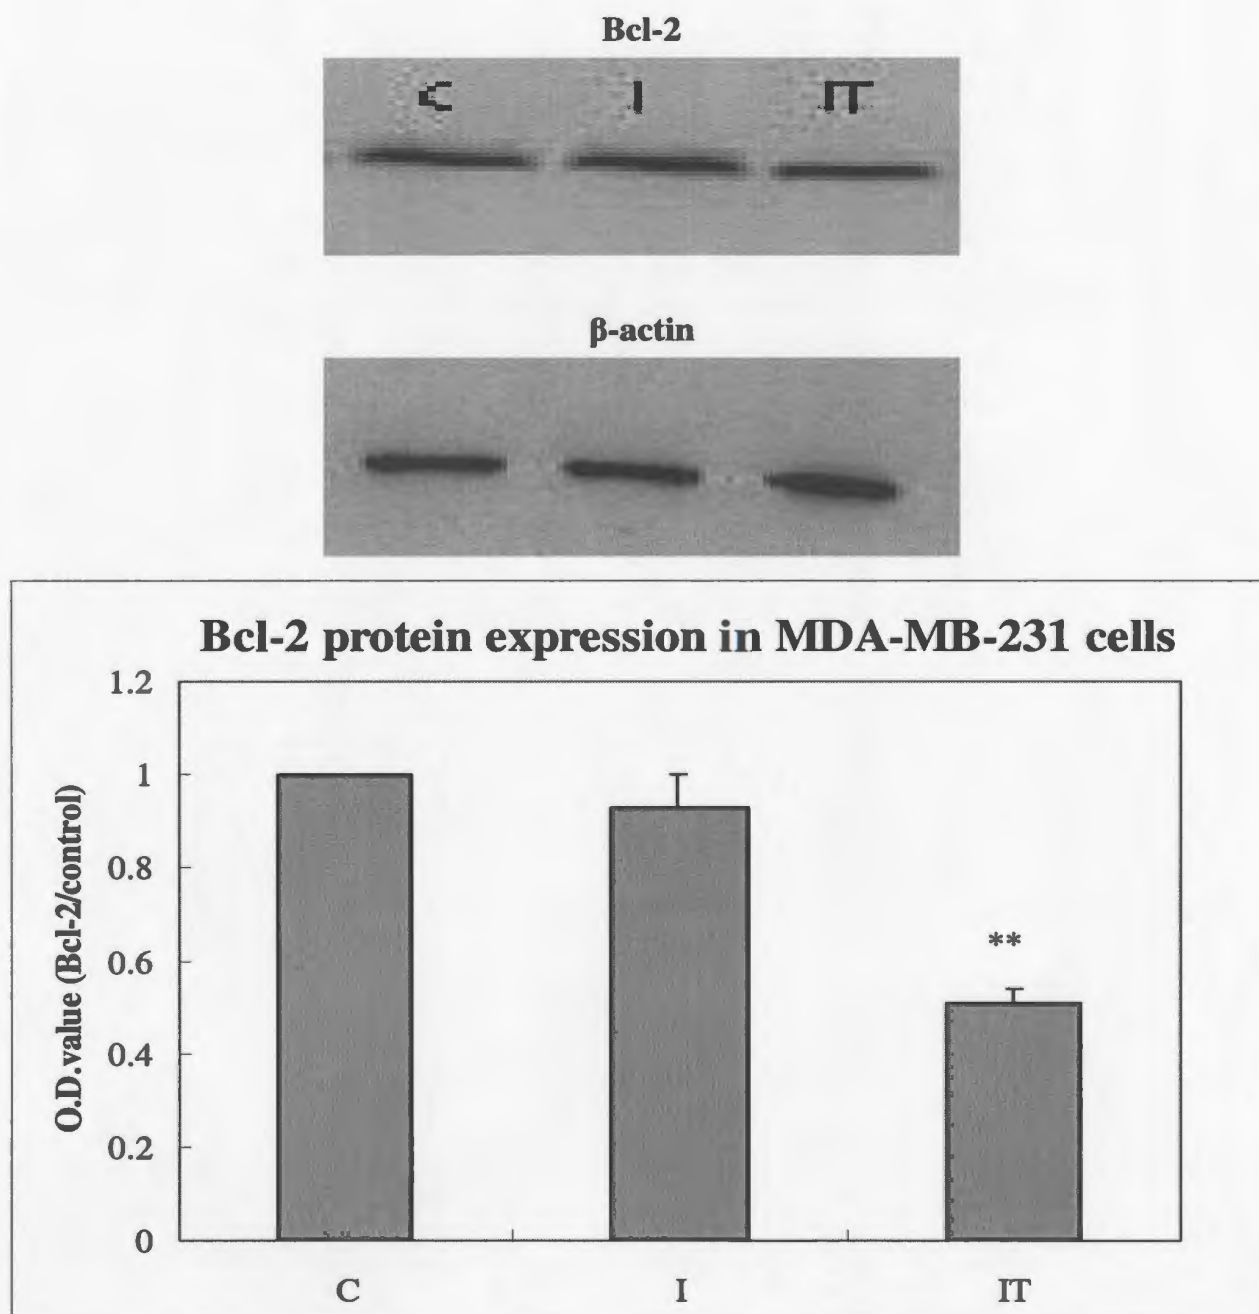 Bcl-2
C I IT
β-actin
Bcl-2 protein expression in MDA-MB-231 cells
O.D.value (Bcl-2/control)
1.2
1
0.8
0.6
0.4
0.2
0
**
C I IT